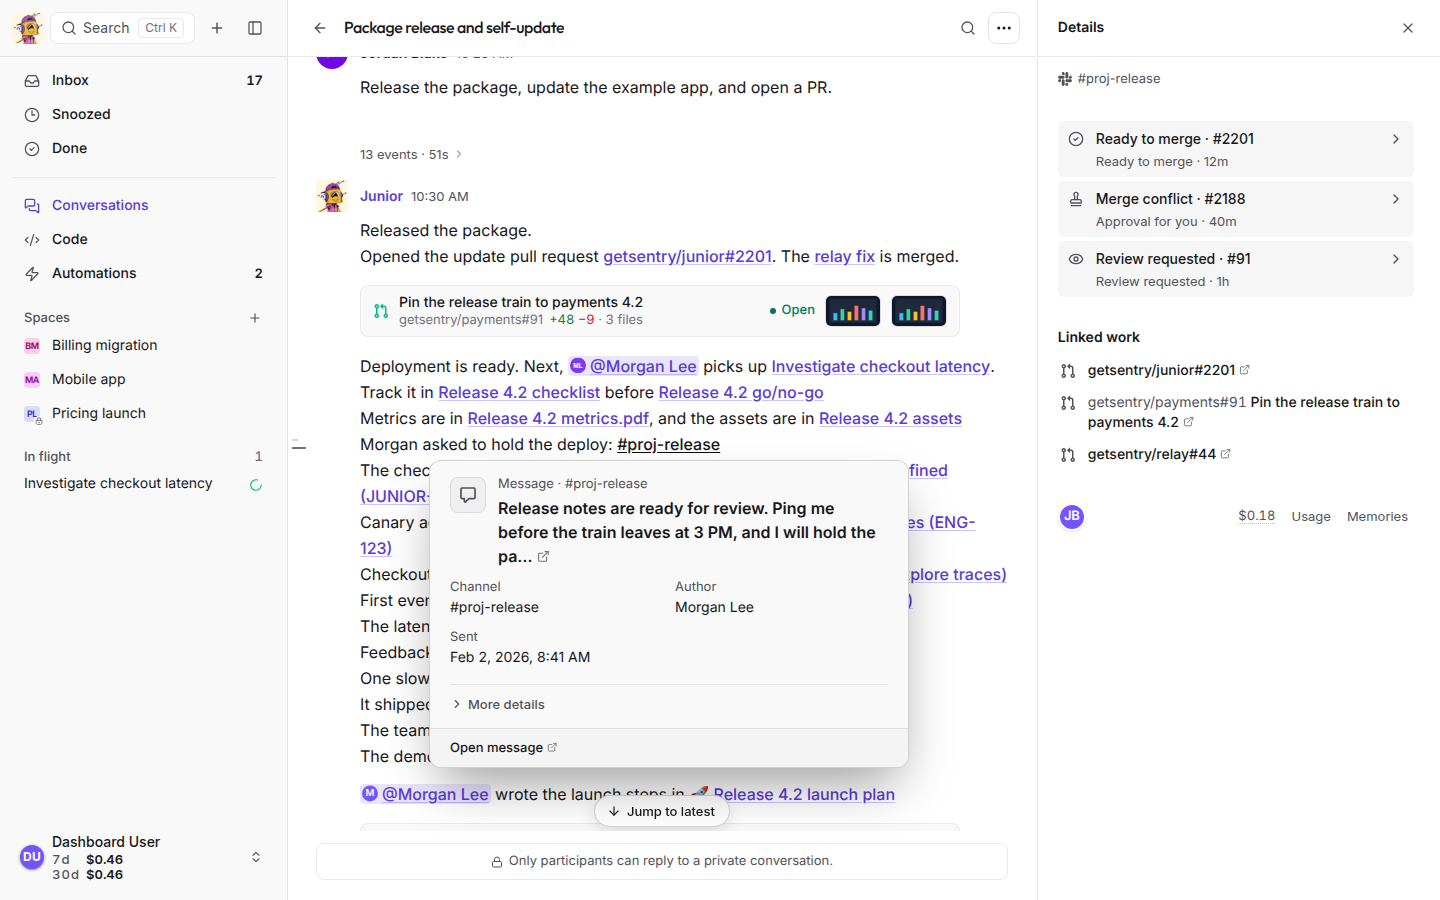 Search Ctrl K
Inbox 17
Snoozed
Done
Conversations
Code
Automations 2
Spaces
BM Billing migration
MA Mobile app
PL Pricing launch
In flight 1
Investigate checkout latency
DU Dashboard User
7d $0.46
30d $0.46
Package release and self-update
Release the package, update the example app, and open a PR.
13 events · 51s
Junior 10:30 AM
Released the package.
Opened the update pull request getsentry/junior#2201. The relay fix is merged.
Pin the release train to payments 4.2
getsentry/payments#91 +48 −9 · 3 files
Open
Deployment is ready. Next, ML @Morgan Lee picks up Investigate checkout latency.
Track it in Release 4.2 checklist before Release 4.2 go/no-go
Metrics are in Release 4.2 metrics.pdf, and the assets are in Release 4.2 assets
Morgan asked to hold the deploy: #proj-release
The chec
fined
(JUNIOR-
Canary a
es (ENG-
123)
Checkout
plore traces)
First ever
)
The laten
Feedback
One slow
It shipped
The team
The demo
Message · #proj-release
Release notes are ready for review. Ping me
before the train leaves at 3 PM, and I will hold the
pa…
Channel
#proj-release
Author
Morgan Lee
Sent
Feb 2, 2026, 8:41 AM
More details
Open message
M @Morgan Lee wrote the launch steps in 🚀 Release 4.2 launch plan
Jump to latest
Only participants can reply to a private conversation.
Details
#proj-release
Ready to merge · #2201
Ready to merge · 12m
Merge conflict · #2188
Approval for you · 40m
Review requested · #91
Review requested · 1h
Linked work
getsentry/junior#2201
getsentry/payments#91 Pin the release train to
payments 4.2
getsentry/relay#44
JB $0.18 Usage Memories